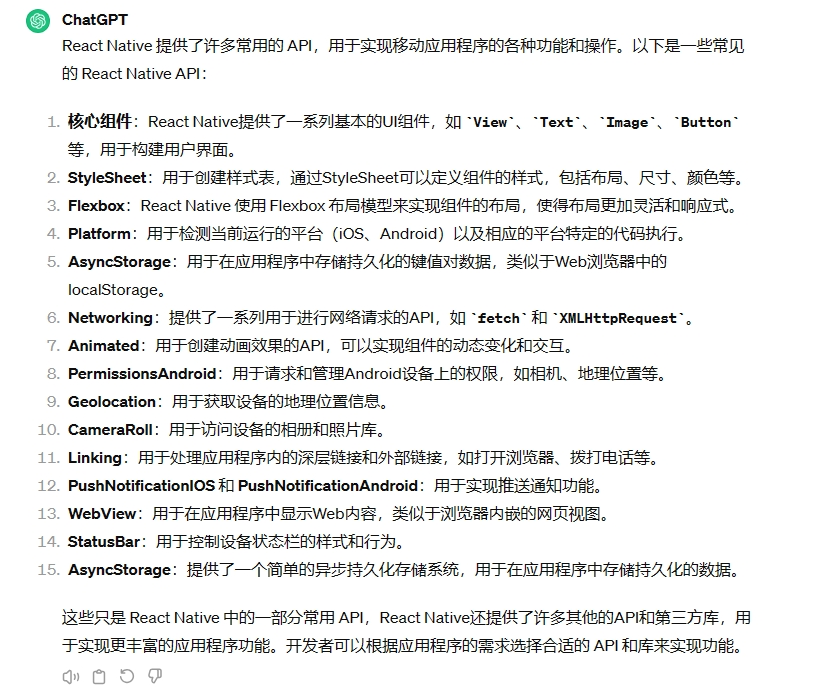 ChatGPT
React Native 提供了许多常用的 API，用于实现移动应用程序的各种功能和操作。以下是一些常见
的 React Native API：
1. 核心组件：React Native提供了一系列基本的UI组件，如 `View`、`Text`、`Image`、`Button`
等，用于构建用户界面。
2. StyleSheet：用于创建样式表，通过StyleSheet可以定义组件的样式，包括布局、尺寸、颜色等。
3. Flexbox：React Native 使用 Flexbox 布局模型来实现组件的布局，使得布局更加灵活和响应式。
4. Platform：用于检测当前运行的平台（iOS、Android）以及相应的平台特定的代码执行。
5. AsyncStorage：用于在应用程序中存储持久化的键值对数据，类似于Web浏览器中的
localStorage。
6. Networking：提供了一系列用于进行网络请求的API，如 `fetch` 和 `XMLHttpRequest`。
7. Animated：用于创建动画效果的API，可以实现组件的动态变化和交互。
8. PermissionsAndroid：用于请求和管理Android设备上的权限，如相机、地理位置等。
9. Geolocation：用于获取设备的地理位置信息。
10. CameraRoll：用于访问设备的相册和照片库。
11. Linking：用于处理应用程序内的深层链接和外部链接，如打开浏览器、拨打电话等。
12. PushNotificationIOS 和 PushNotificationAndroid：用于实现推送通知功能。
13. WebView：用于在应用程序中显示Web内容，类似于浏览器内嵌的网页视图。
14. StatusBar：用于控制设备状态栏的样式和行为。
15. AsyncStorage：提供了一个简单的异步持久化存储系统，用于在应用程序中存储持久化的数据。
这些只是 React Native 中的一部分常用 API，React Native还提供了许多其他的API和第三方库，用
于实现更丰富的应用程序功能。开发者可以根据应用程序的需求选择合适的 API 和库来实现功能。